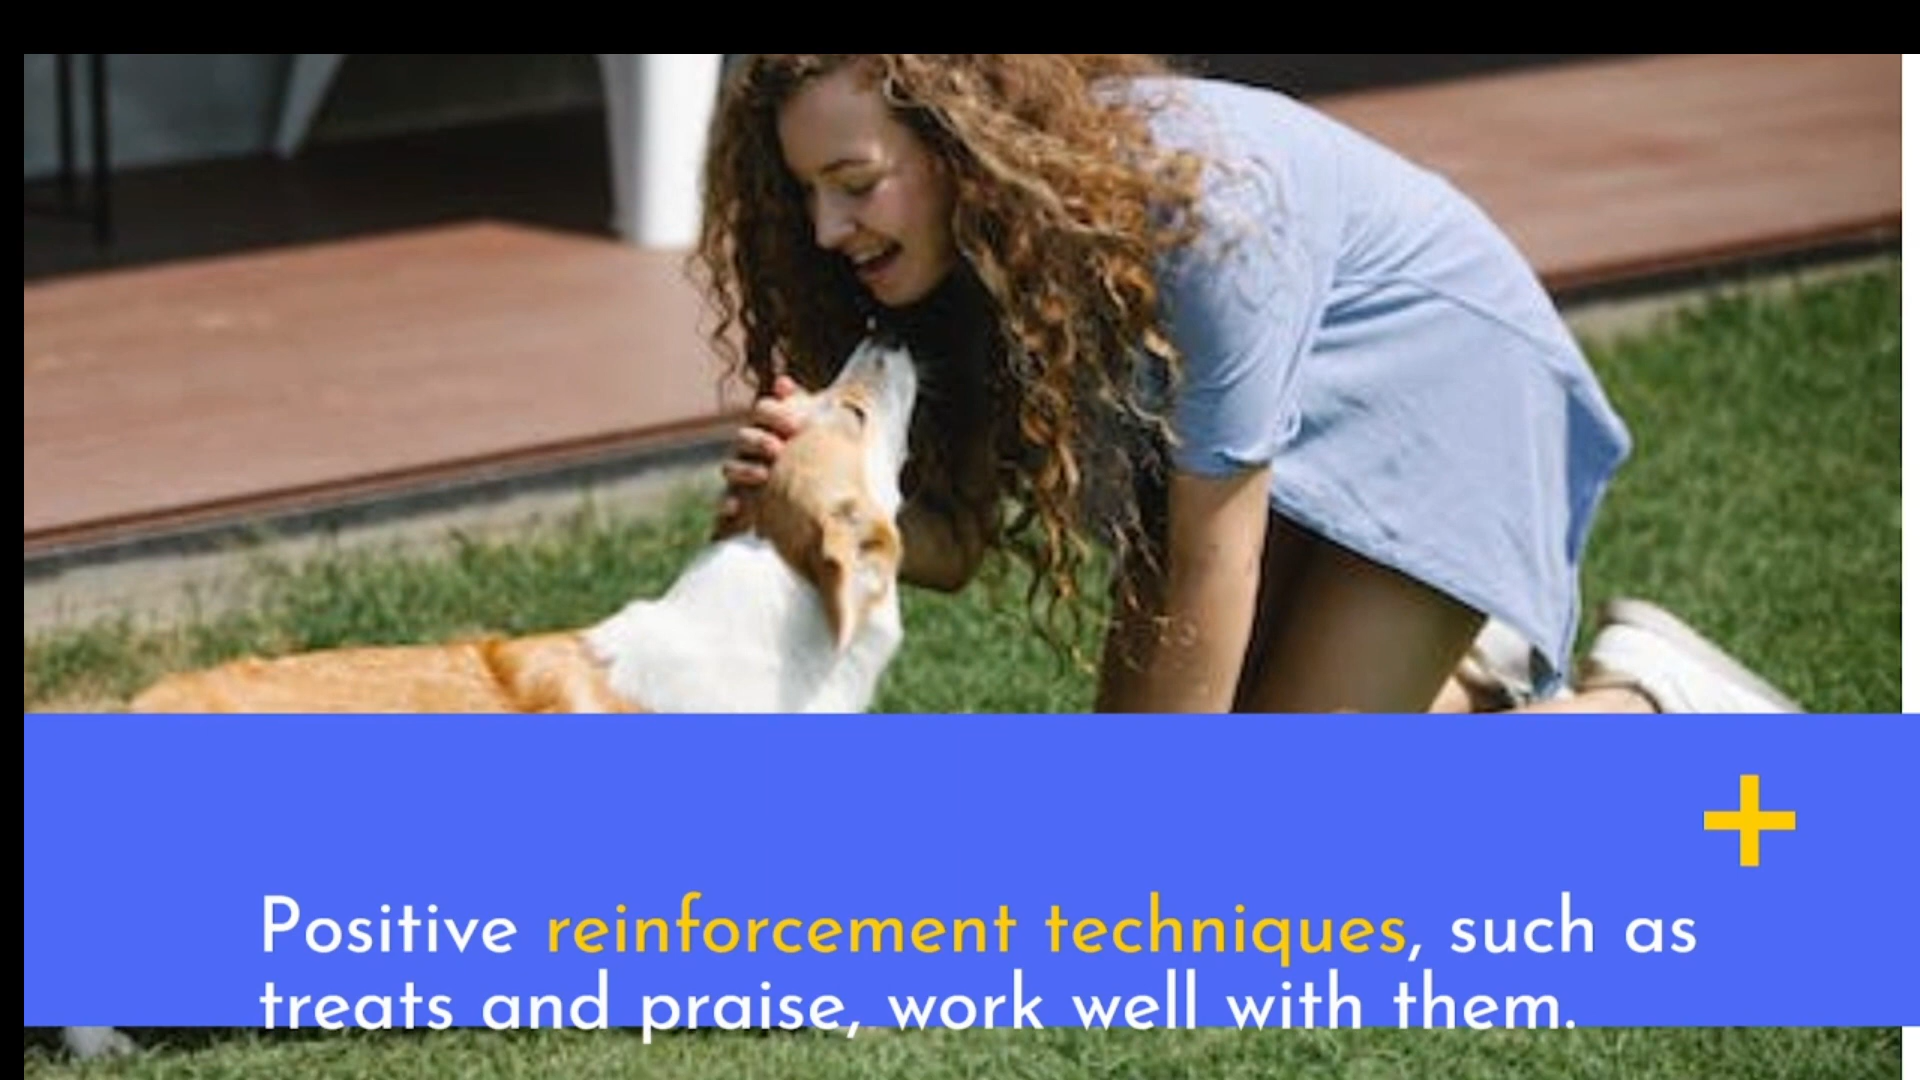 Positive reinforcement techniques, such as
treats and praise, work well with them.